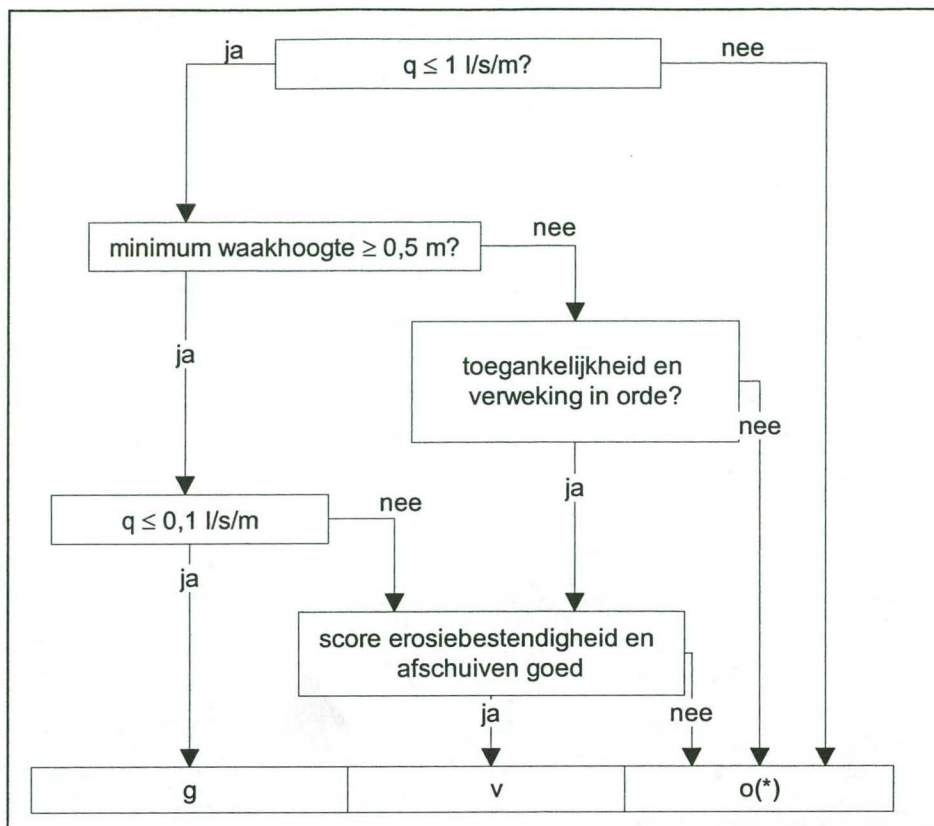 ja
q ≤ 1 l/s/m?
nee
minimum waakhoogte ≥ 0,5 m?
nee
ja
toegankelijkheid en
verweking in orde?
nee
ja
q ≤ 0,1 l/s/m
nee
ja
score erosiebestendigheid en
afschuiven goed
ja
nee
g
v
o(*)